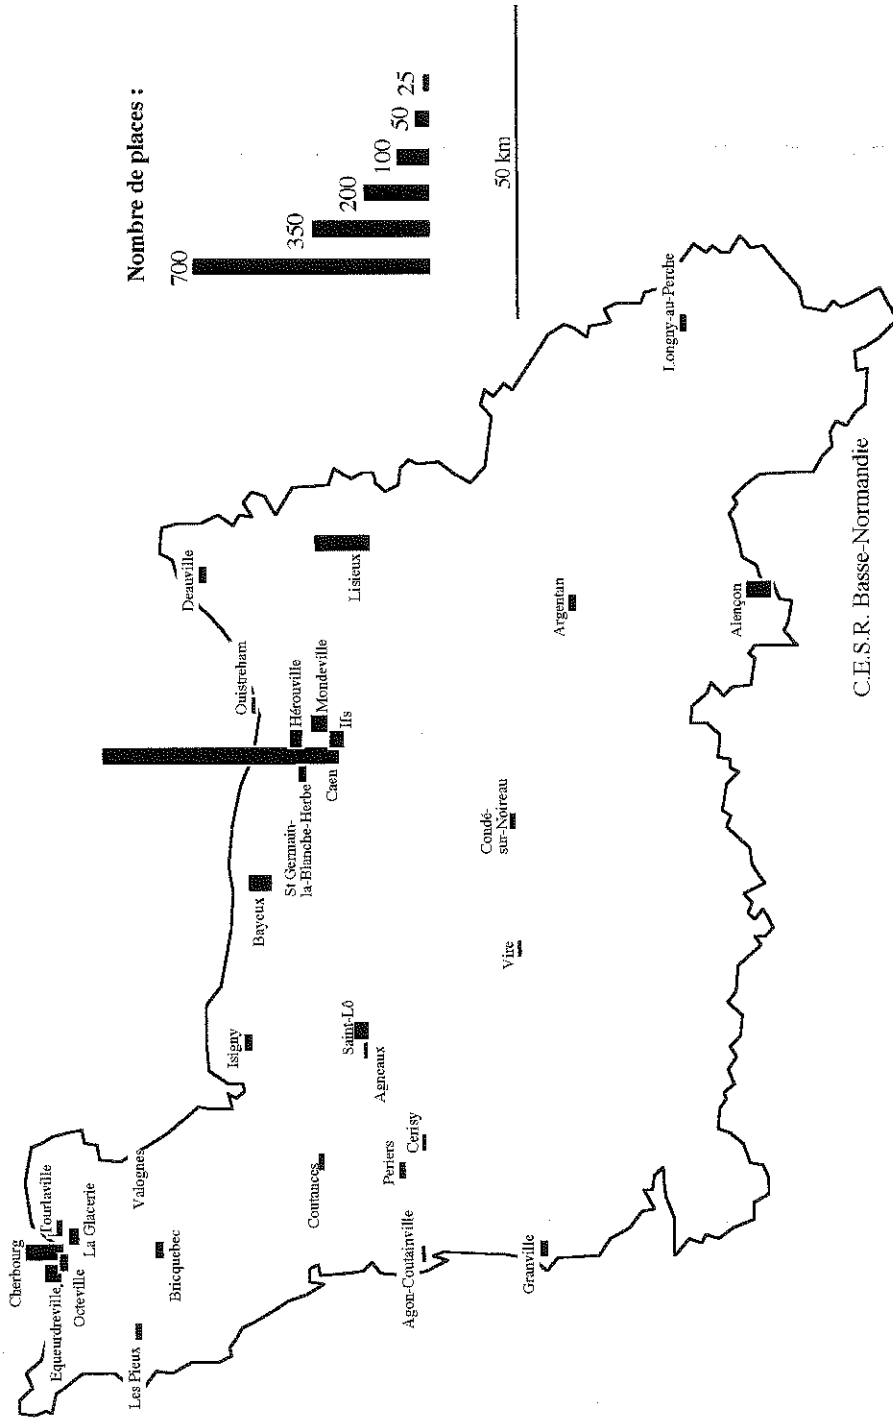 Nombre de places :
700
350
200
100
50
25
50 km
Cherbourg
Tourlaville
Equeurdreville,
Octeville
La Glacerie
Valognes
Les Pieux
Bricquebec
Isigny
Bayeux
Ouistreham
Deauville
St Germain-
la-Blanche-Herbe
Hérouville
Mondeville
Ifs
Caen
Lisieux
Coutances
Saint-Lô
Agneaux
Periers
Cerisy
Agon-Coutainville
Granville
Vire
Condé-
sur-Noireau
Argentan
Longny-au-Perche
Alençon
C.E.S.R. Basse-Normandie